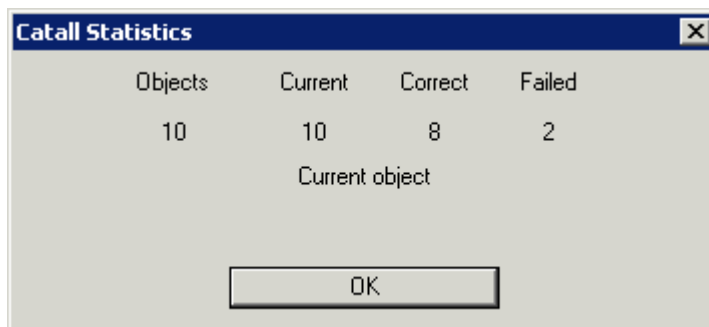 Catall Statistics
Objects Current Correct Failed
10 10 8 2
Current object
OK